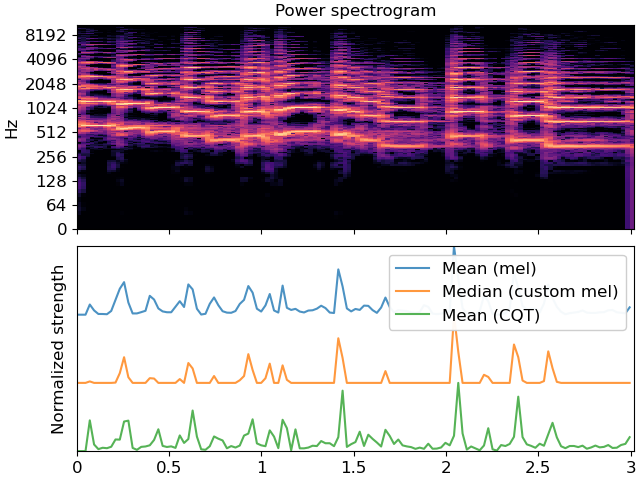 Power spectrogram
8192
4096
2048
1024
512
256
128
64
0
Hz
Mean (mel)
Median (custom mel)
Mean (CQT)
Normalized strength
0 0.5 1 1.5 2 2.5 3